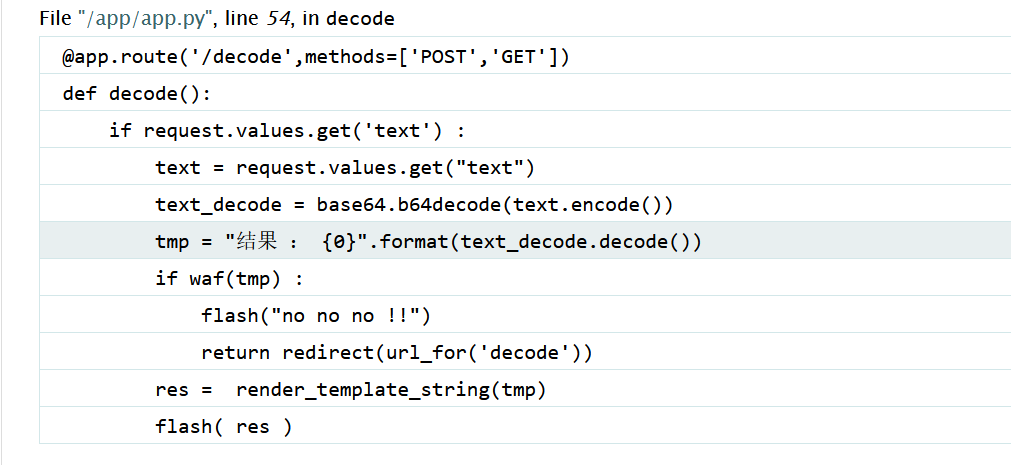 File "/app/app.py", line 54, in decode
@app.route('/decode',methods=['POST','GET'])
def decode():
    if request.values.get('text') :
        text = request.values.get("text")
        text_decode = base64.b64decode(text.encode())
        tmp = "结果 ： {0}".format(text_decode.decode())
        if waf(tmp) :
            flash("no no no !!")
            return redirect(url_for('decode'))
        res =  render_template_string(tmp)
        flash( res )